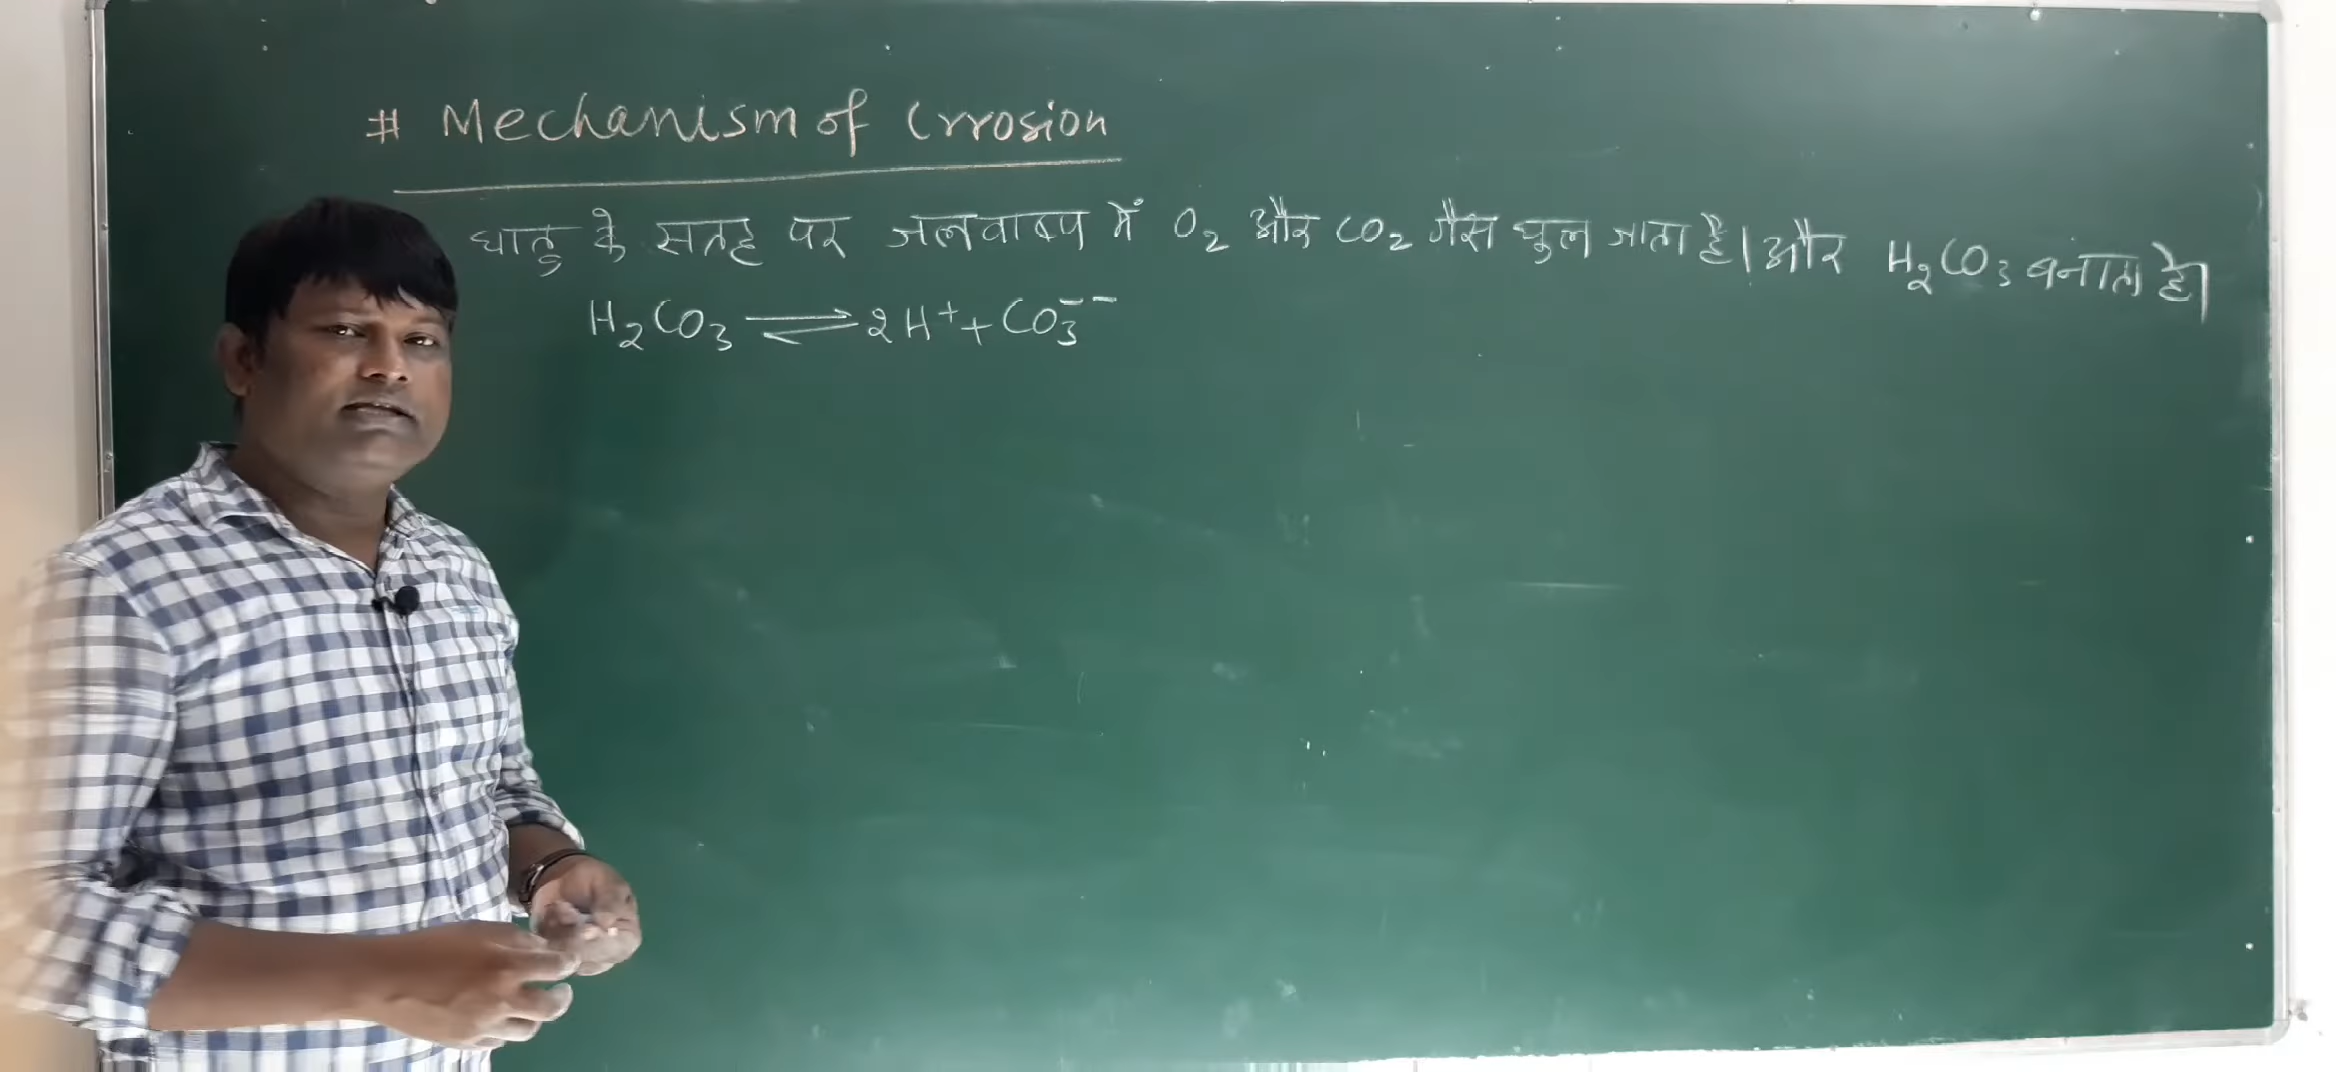 # Mechanism of Crrosion
धातु के सतह पर जलवाष्प में O₂ और CO₂ गैस घुल जाता है। और H₂CO₃ बनाता है।
H₂CO₃ ⇌ 2H⁺ + CO₃⁻⁻